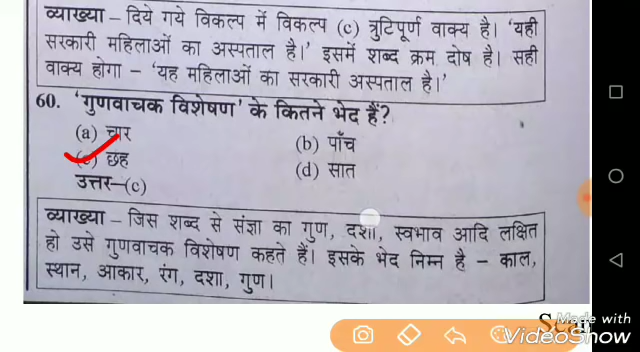 व्याख्या – दिये गये विकल्प में विकल्प (c) त्रुटिपूर्ण वाक्य है। 'यही
सरकारी महिलाओं का अस्पताल है।' इसमें शब्द क्रम दोष है। सही
वाक्य होगा – 'यह महिलाओं का सरकारी अस्पताल है।'
60. 'गुणवाचक विशेषण' के कितने भेद हैं?
(a) चार
(b) पाँच
(c) छह
(d) सात
उत्तर–(c)
व्याख्या – जिस शब्द से संज्ञा का गुण, दशा, स्वभाव आदि लक्षित
हो उसे गुणवाचक विशेषण कहते हैं। इसके भेद निम्न है – काल,
स्थान, आकार, रंग, दशा, गुण।
Made with
VideoShow